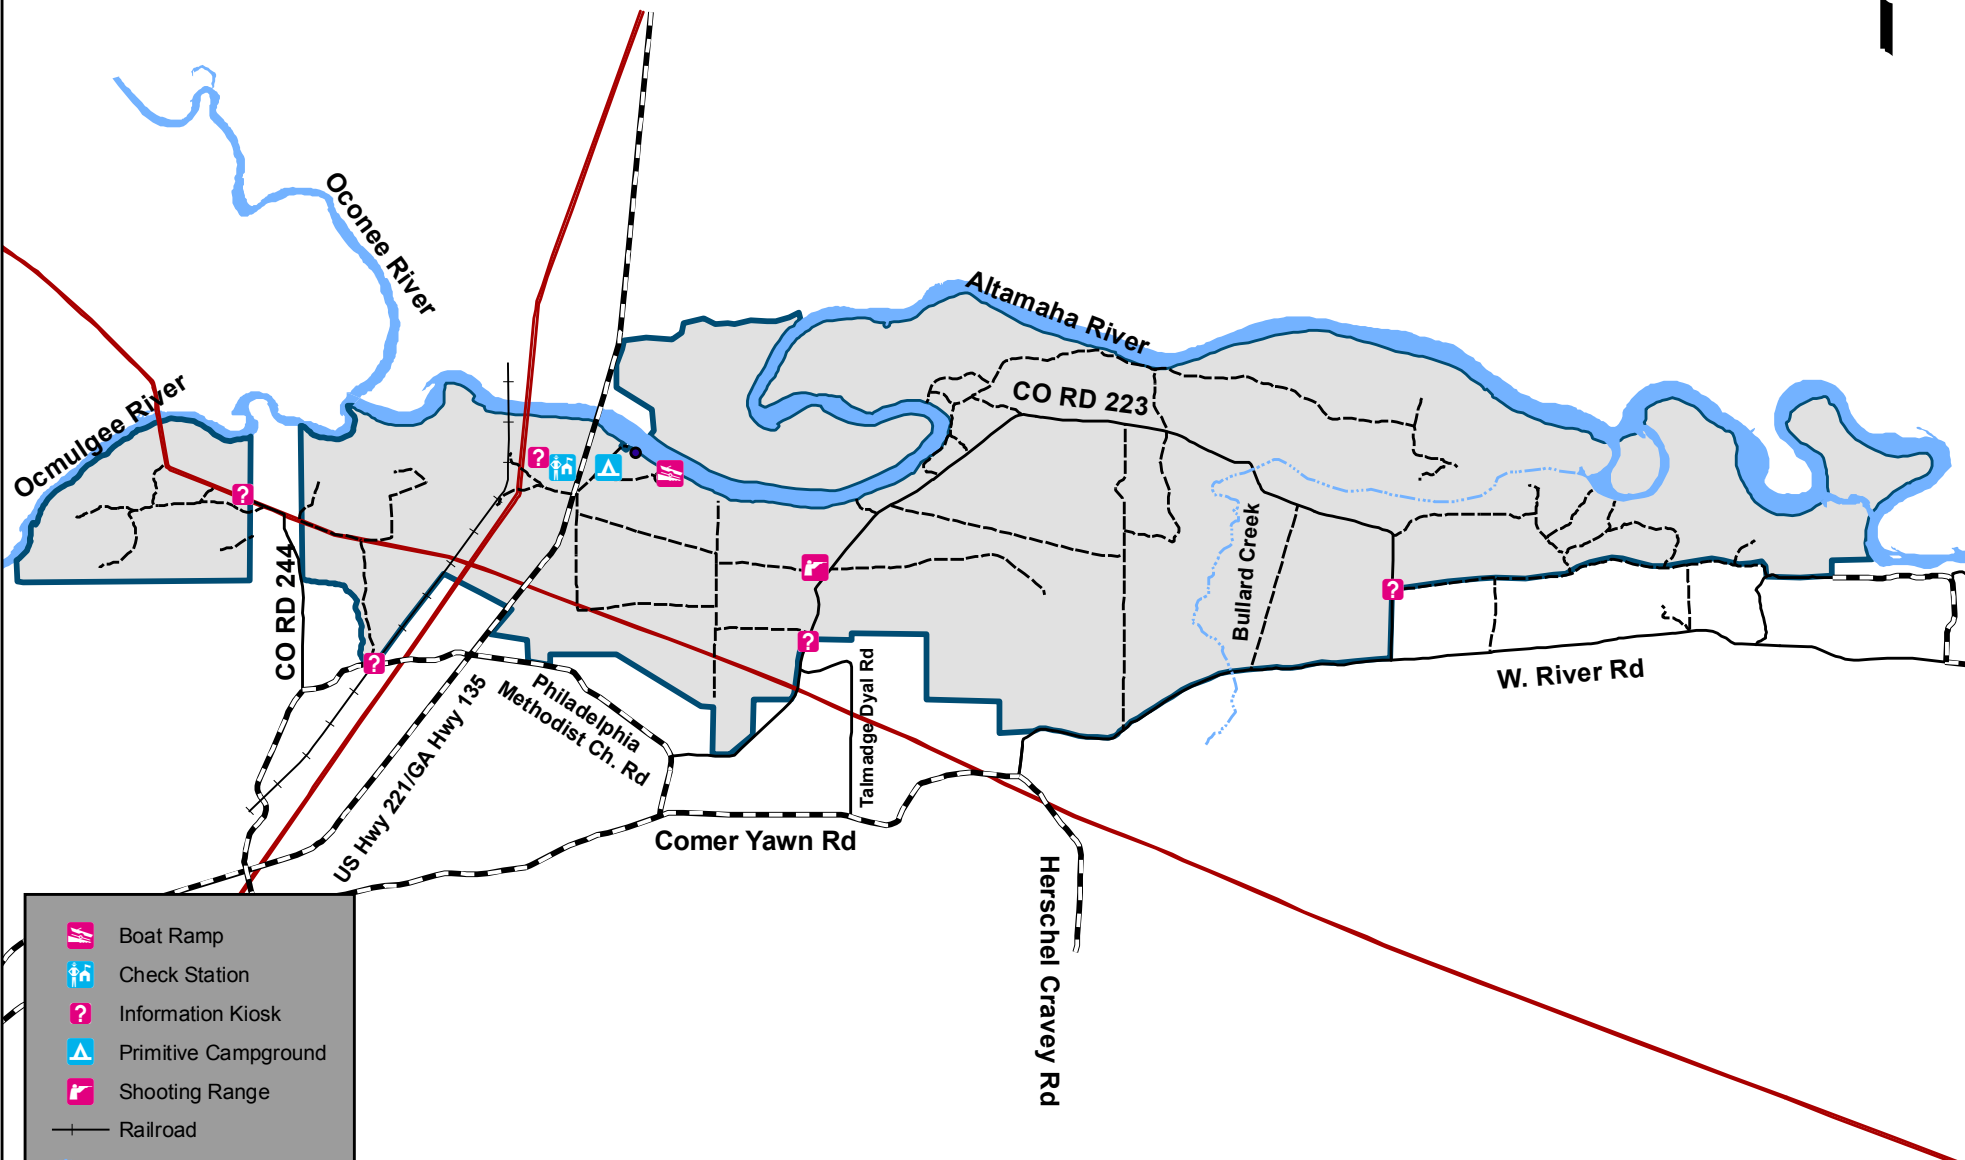 Oconee River
Altamaha River
Ocmulgee River
CO RD 223
Bullard Creek
CO RD 244
W. River Rd
Philadelphia
Methodist Ch. Rd
US Hwy 221/GA Hwy 135
Talmadge Dyal Rd
Comer Yawn Rd
Herschel Cravey Rd
Boat Ramp
Check Station
? Information Kiosk
Primitive Campground
Shooting Range
Railroad